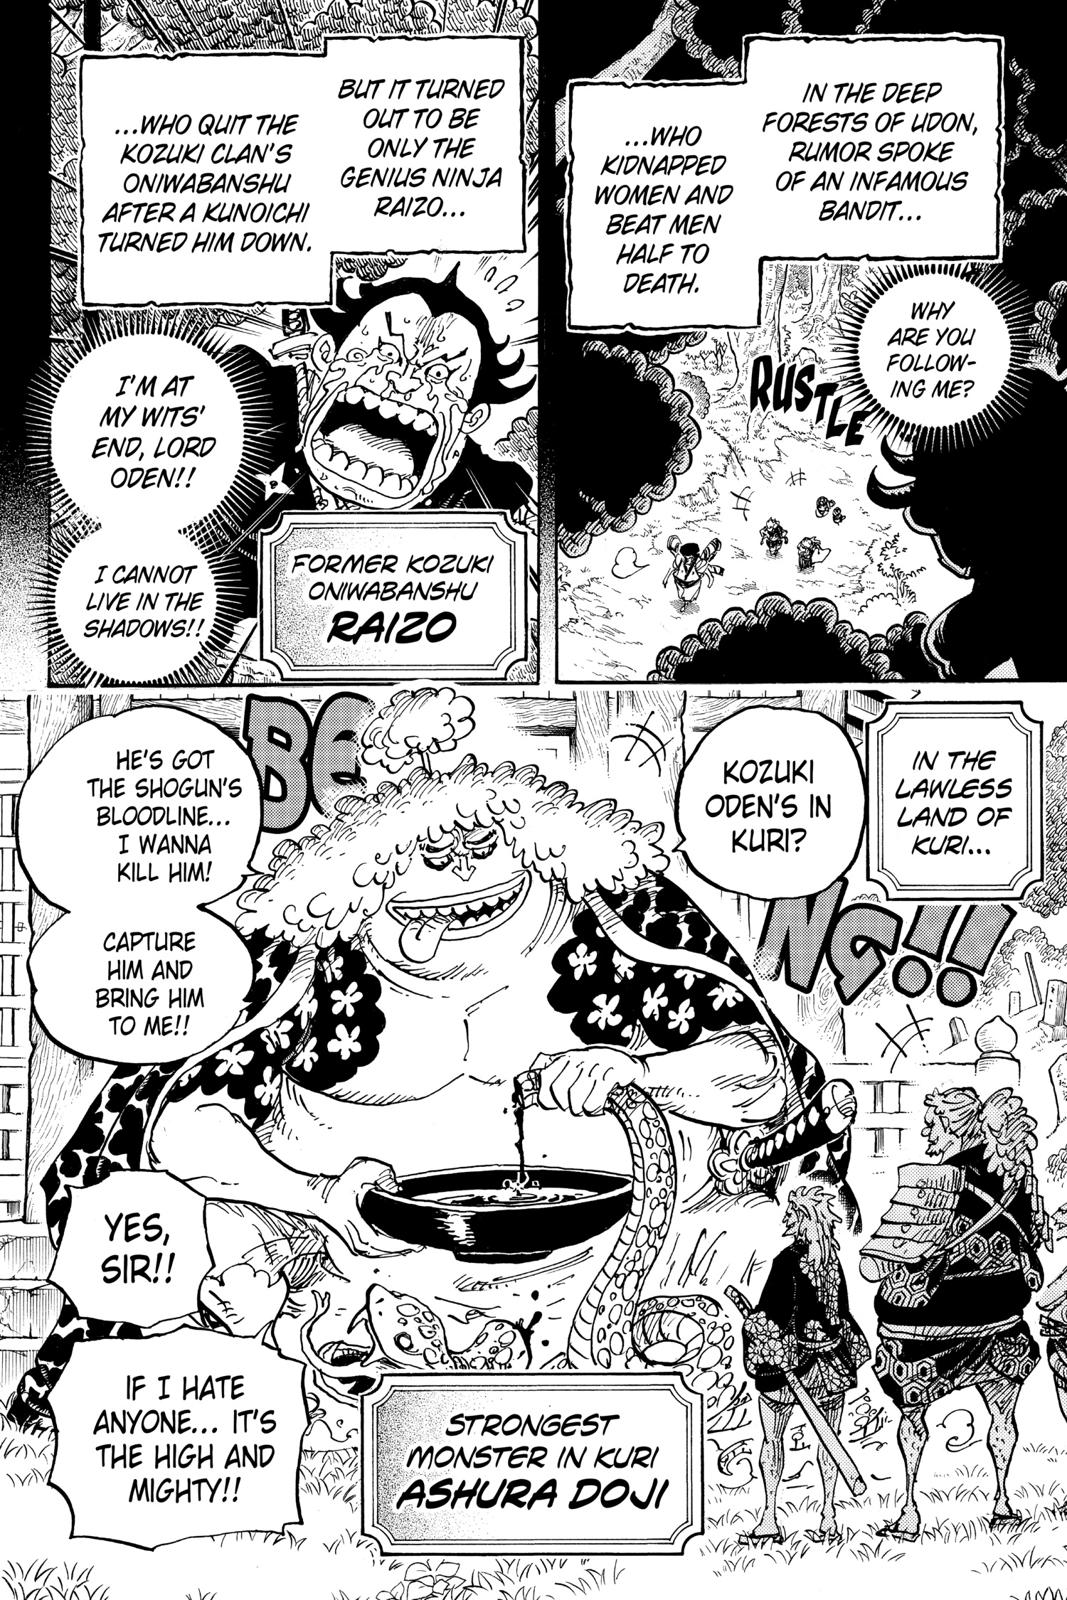 IN THE DEEP
FORESTS OF UDON,
RUMOR SPOKE
OF AN INFAMOUS
BANDIT...
...WHO
KIDNAPPED
WOMEN AND
BEAT MEN
HALF TO
DEATH.
WHY
ARE YOU
FOLLOW-
ING ME?
RUSTLE
BUT IT TURNED
OUT TO BE
ONLY THE
GENIUS NINJA
RAIZO...
...WHO QUIT THE
KOZUKI CLAN'S
ONIWABANSHU
AFTER A KUNOICHI
TURNED HIM DOWN.
I'M AT
MY WITS'
END, LORD
ODEN!!
I CANNOT
LIVE IN THE
SHADOWS!!
FORMER KOZUKI
ONIWABANSHU
RAIZO
IN THE
LAWLESS
LAND OF
KURI...
KOZUKI
ODEN'S IN
KURI?
HE'S GOT
THE SHOGUN'S
BLOODLINE...
I WANNA
KILL HIM!
CAPTURE
HIM AND
BRING HIM
TO ME!!
YES,
SIR!!
IF I HATE
ANYONE... IT'S
THE HIGH AND
MIGHTY!!
STRONGEST
MONSTER IN KURI
ASHURA DOJI